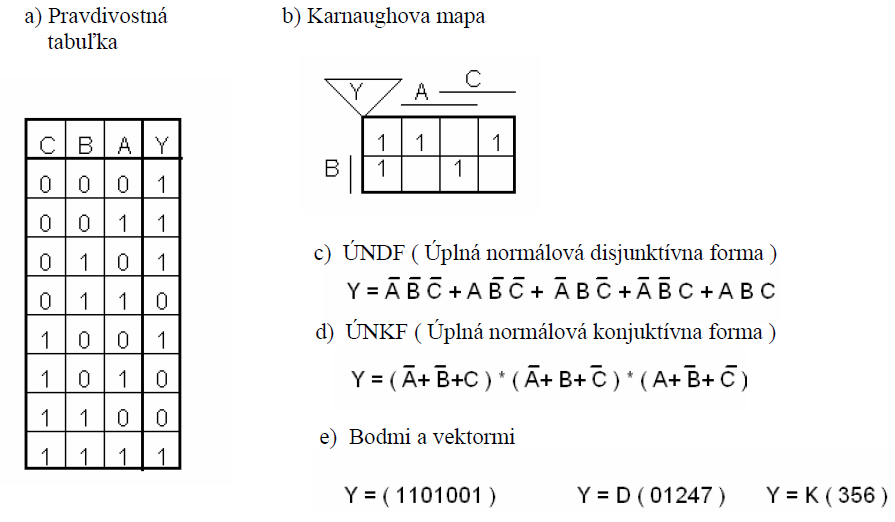 a) Pravdivostná
tabuľka
C B A Y
0 0 0 1
0 0 1 1
0 1 0 1
0 1 1 0
1 0 0 1
1 0 1 0
1 1 0 0
1 1 1 1
b) Karnaughova mapa
Y A C
1 1 1
B 1 1
c) ÚNDF ( Úplná normálová disjunktívna forma )
Y = A̅ B̅ C̅ + A B̅ C̅ + A̅ B C̅ + A̅ B̅ C + A B C
d) ÚNKF ( Úplná normálová konjuktívna forma )
Y = ( A̅+ B̅+C ) * ( A̅+ B+ C̅ ) * ( A+ B̅+ C̅ )
e) Bodmi a vektormi
Y = ( 1101001 ) Y = D ( 01247 ) Y = K ( 356 )